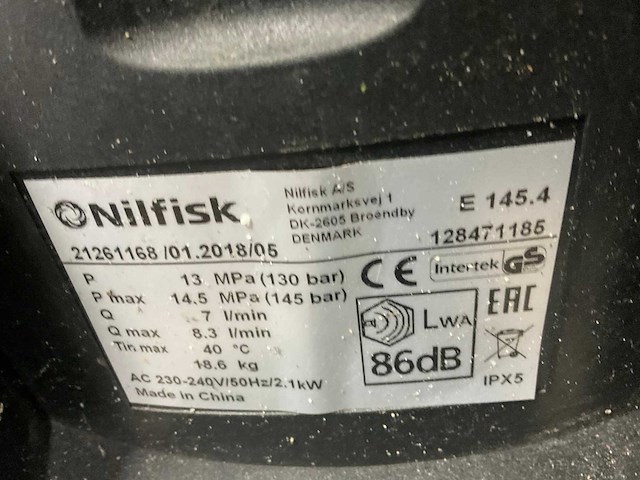 Nilfisk
Nilfisk A/S
Kornmarksvej 1
DK-2605 Broendby
DENMARK
E 145.4
128471185
21261168 /01.2018/05
P 13 MPa (130 bar)
P max 14.5 MPa (145 bar)
Q 7 l/min
Q max 8.3 l/min
Tin max 40 °C
18.6 kg
AC 230-240V/50Hz/2.1kW
Made in China
CE
Intertek GS
LWA
86dB
EAC
IPX5